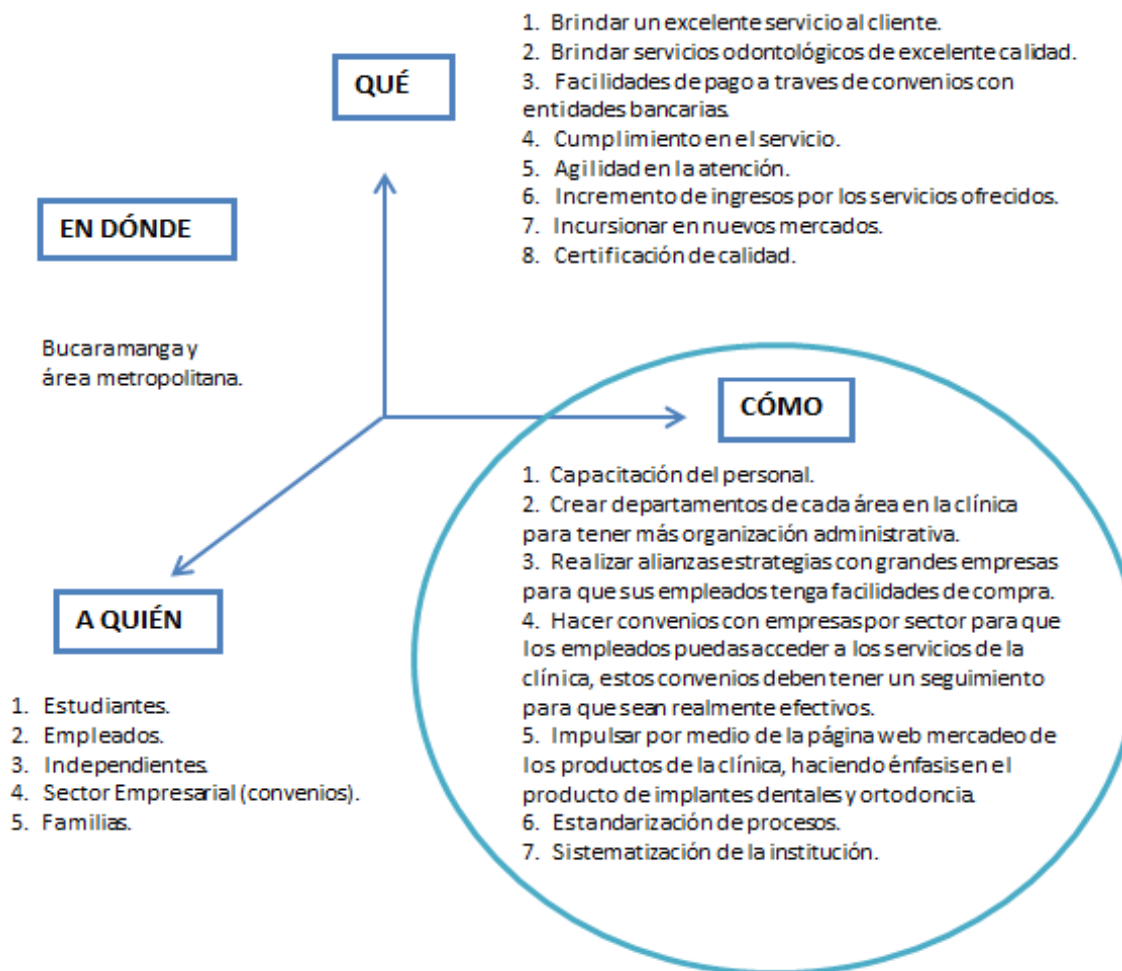 QUÉ
1. Brindar un excelente servicio al cliente.
2. Brindar servicios odontológicos de excelente calidad.
3. Facilidades de pago a traves de convenios con
entidades bancarias.
4. Cumplimiento en el servicio.
5. Agilidad en la atención.
6. Incremento de ingresos por los servicios ofrecidos.
7. Incursionar en nuevos mercados.
8. Certificación de calidad.
EN DÓNDE
Bucaramanga y
área metropolitana.
CÓMO
1. Capacitación del personal.
2. Crear departamentos de cada área en la clínica
para tener más organización administrativa.
3. Realizar alianzas estrategias con grandes empresas
para que sus empleados tenga facilidades de compra.
4. Hacer convenios con empresas por sector para que
los empleados puedas acceder a los servicios de la
clínica, estos convenios deben tener un seguimiento
para que sean realmente efectivos.
5. Impulsar por medio de la página web mercadeo de
los productos de la clínica, haciendo énfasis en el
producto de implantes dentales y ortodoncia.
6. Estandarización de procesos.
7. Sistematización de la institución.
A QUIÉN
1. Estudiantes.
2. Empleados.
3. Independientes.
4. Sector Empresarial (convenios).
5. Familias.